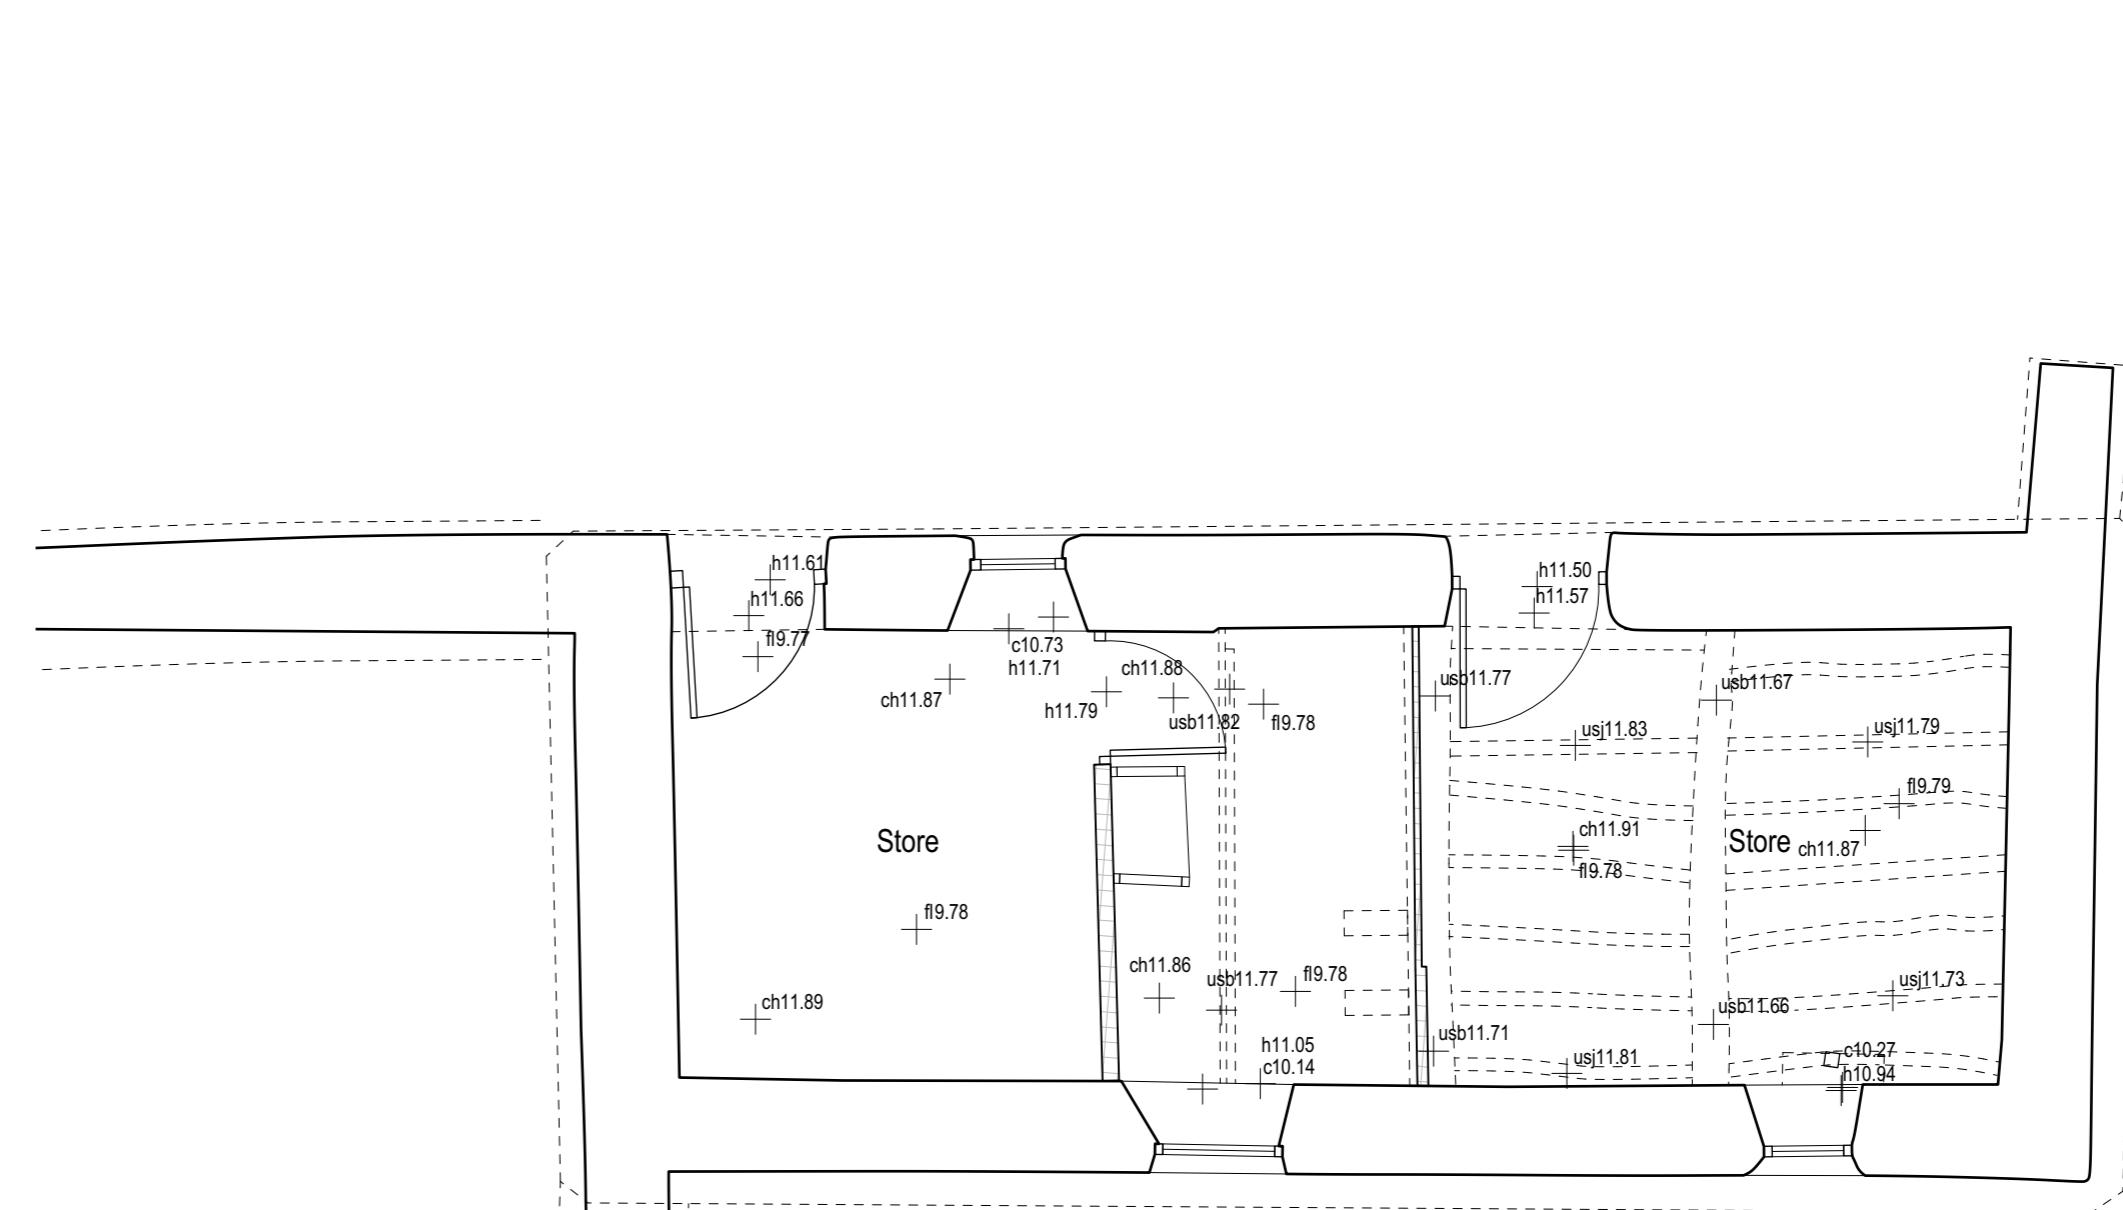 h11.61
h11.50
h11.66
h11.57
fl9.77
c10.73
h11.71
ch11.88
usb11.77
usb11.67
ch11.87
h11.79
usb11.82
fl9.78
usj11.83
usj11.79
fl9.79
Store
ch11.91
Store
ch11.87
fl9.78
fl9.78
ch11.86
usb11.77
fl9.78
usj11.73
ch11.89
usb11.66
usb11.71
h11.05
c10.14
usj11.81
c10.27
h10.94